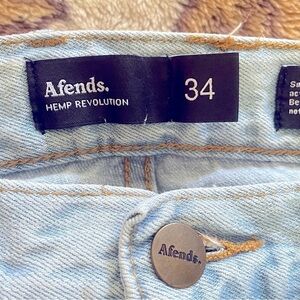 Afends.
HEMP REVOLUTION
34
Afends.